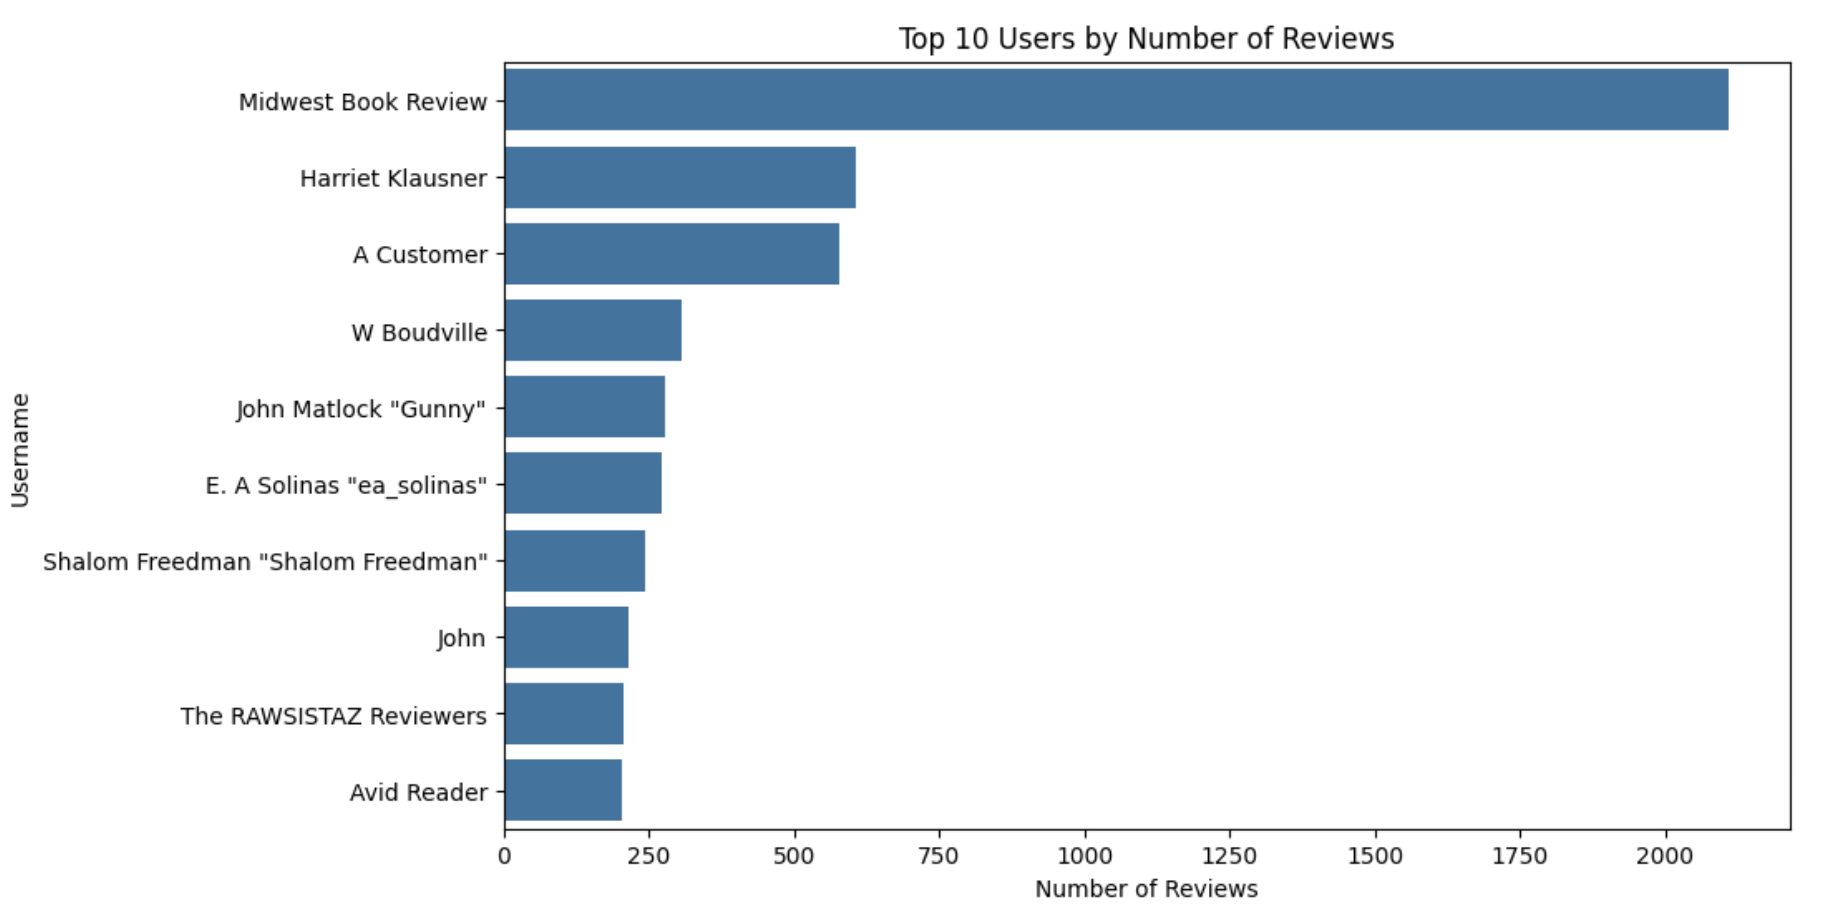 Top 10 Users by Number of Reviews
Username
Midwest Book Review
Harriet Klausner
A Customer
W Boudville
John Matlock "Gunny"
E. A Solinas "ea_solinas"
Shalom Freedman "Shalom Freedman"
John
The RAWSISTAZ Reviewers
Avid Reader
0 250 500 750 1000 1250 1500 1750 2000
Number of Reviews